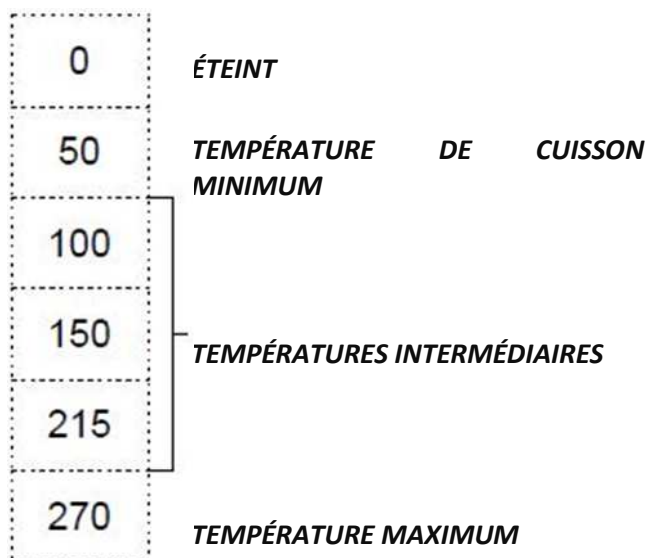 0 ÉTEINT
50 TEMPÉRATURE DE CUISSON
MINIMUM
100
150 TEMPÉRATURES INTERMÉDIAIRES
215
270 TEMPÉRATURE MAXIMUM